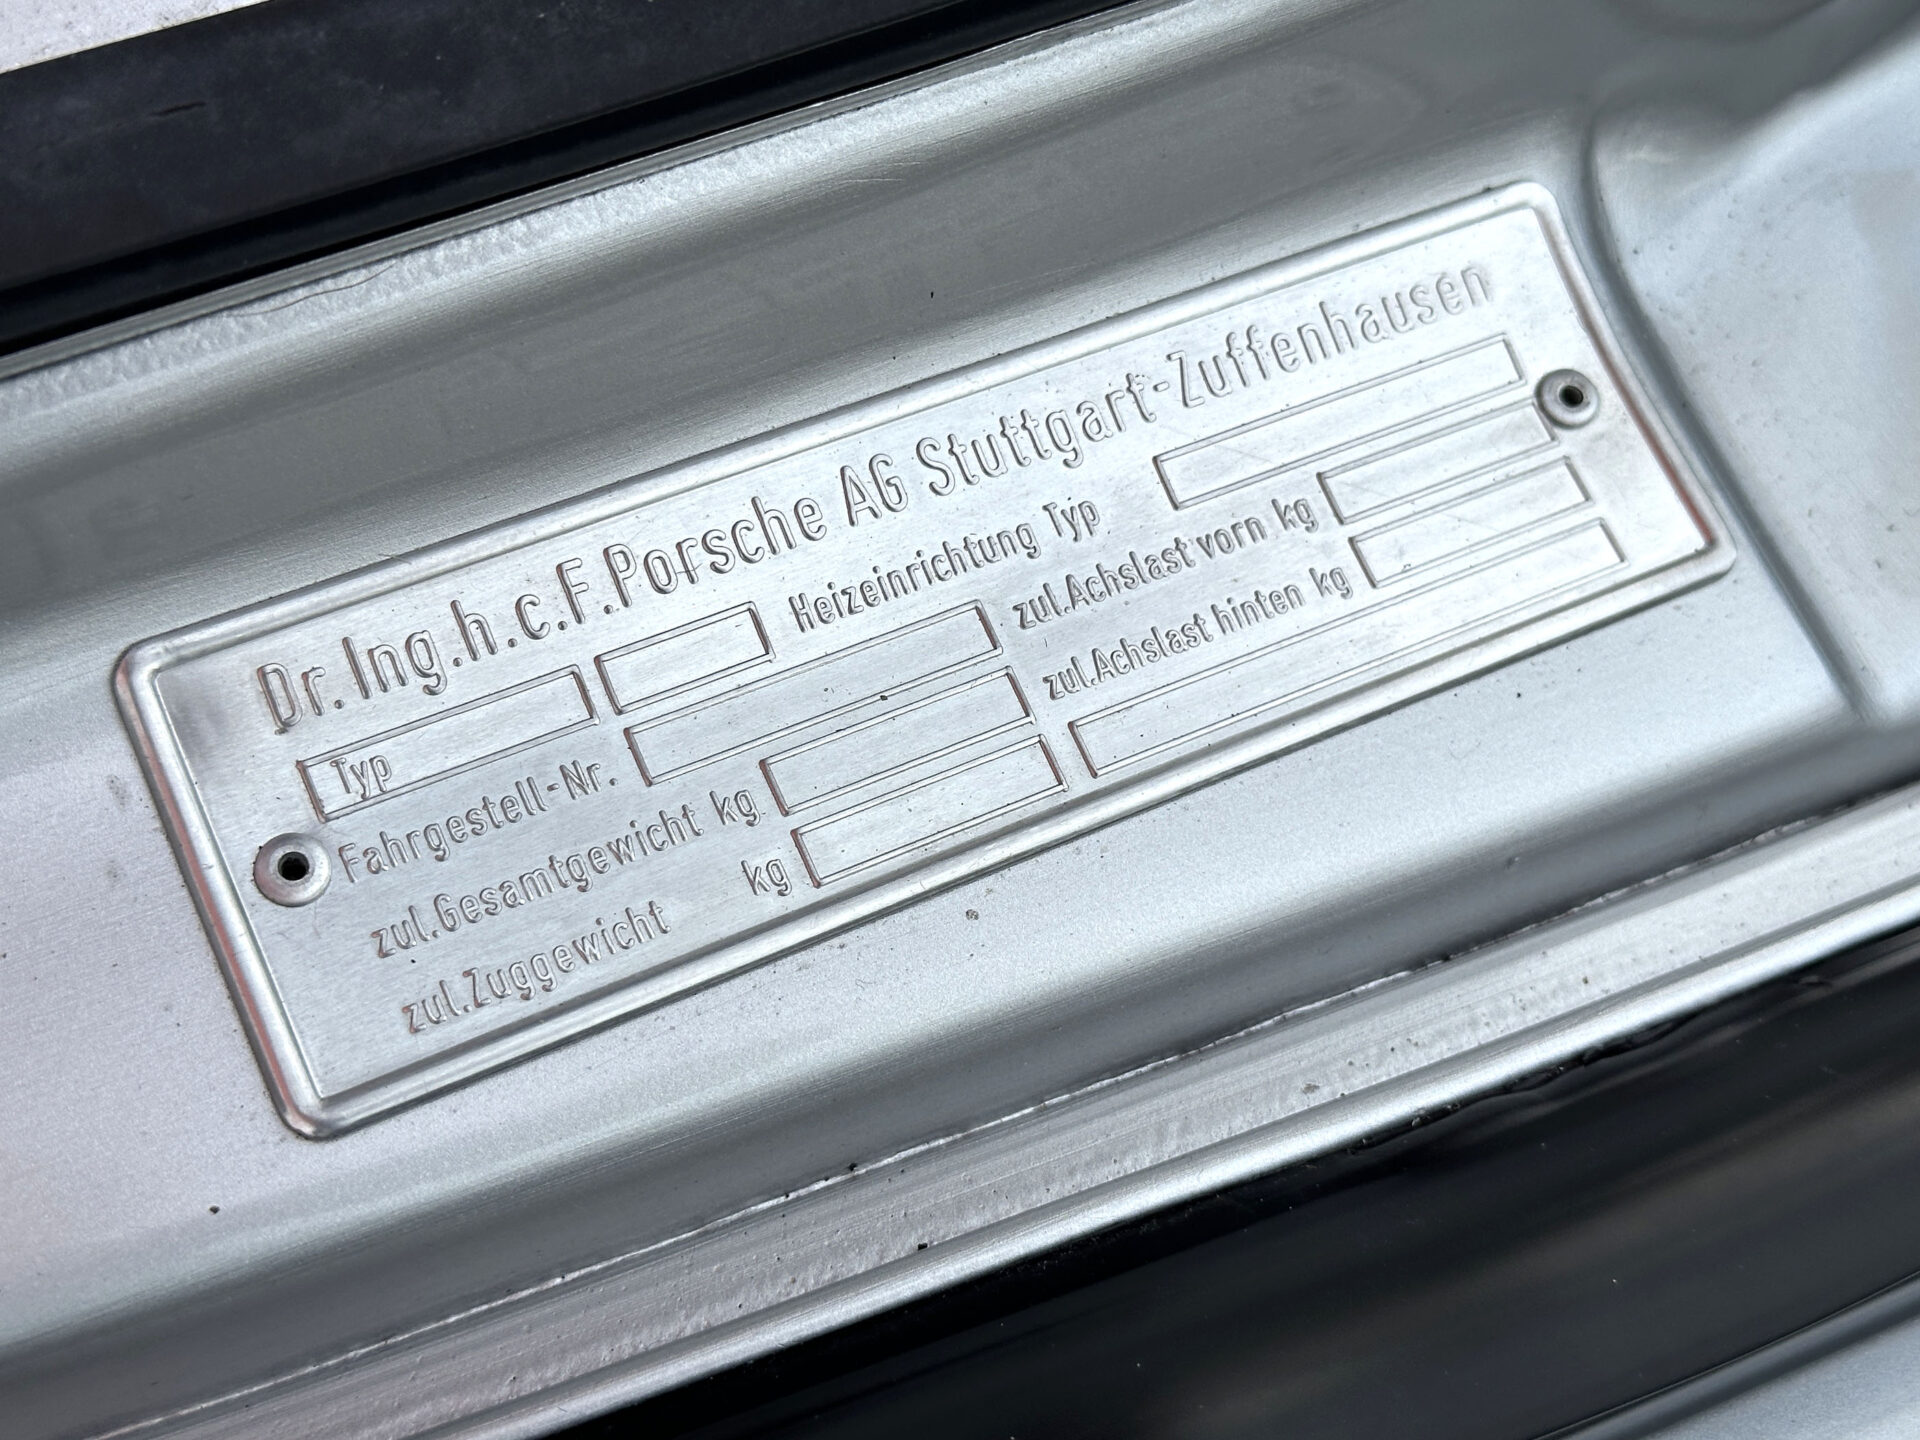 Dr. Ing.h.c.F.Porsche AG Stuttgart-Zuffenhausen
Typ Heizeinrichtung Typ
Fahrgestell-Nr. zul.Achslast vorn kg
zul.Gesamtgewicht kg zul.Achslast hinten kg
zul.Zuggewicht kg